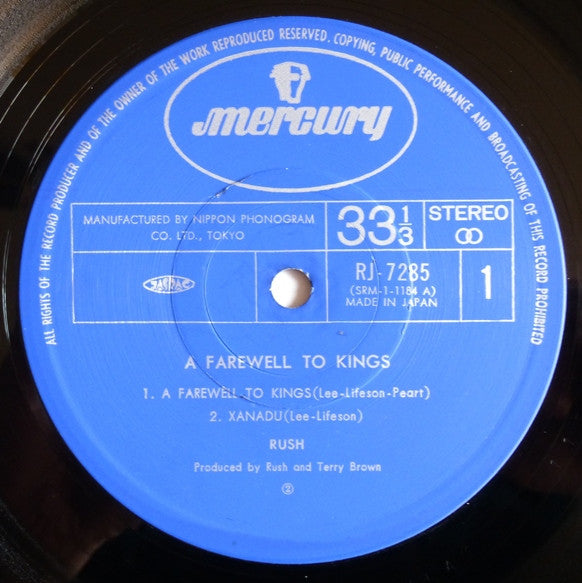 ALL RIGHTS OF THE RECORD PRODUCER AND OF THE OWNER OF THE WORK REPRODUCED RESERVED. COPYING, PUBLIC PERFORMANCE AND BROADCASTING OF THIS RECORD PROHIBITED
mercury
MANUFACTURED BY NIPPON PHONOGRAM
CO. LTD., TOKYO
33 1/3
STEREO
JASRAC
RJ-7285
(SRM-1-1184 A)
MADE IN JAPAN
1
A FAREWELL TO KINGS
1. A FAREWELL TO KINGS(Lee-Lifeson-Peart)
2. XANADU(Lee-Lifeson)
RUSH
Produced by Rush and Terry Brown
②